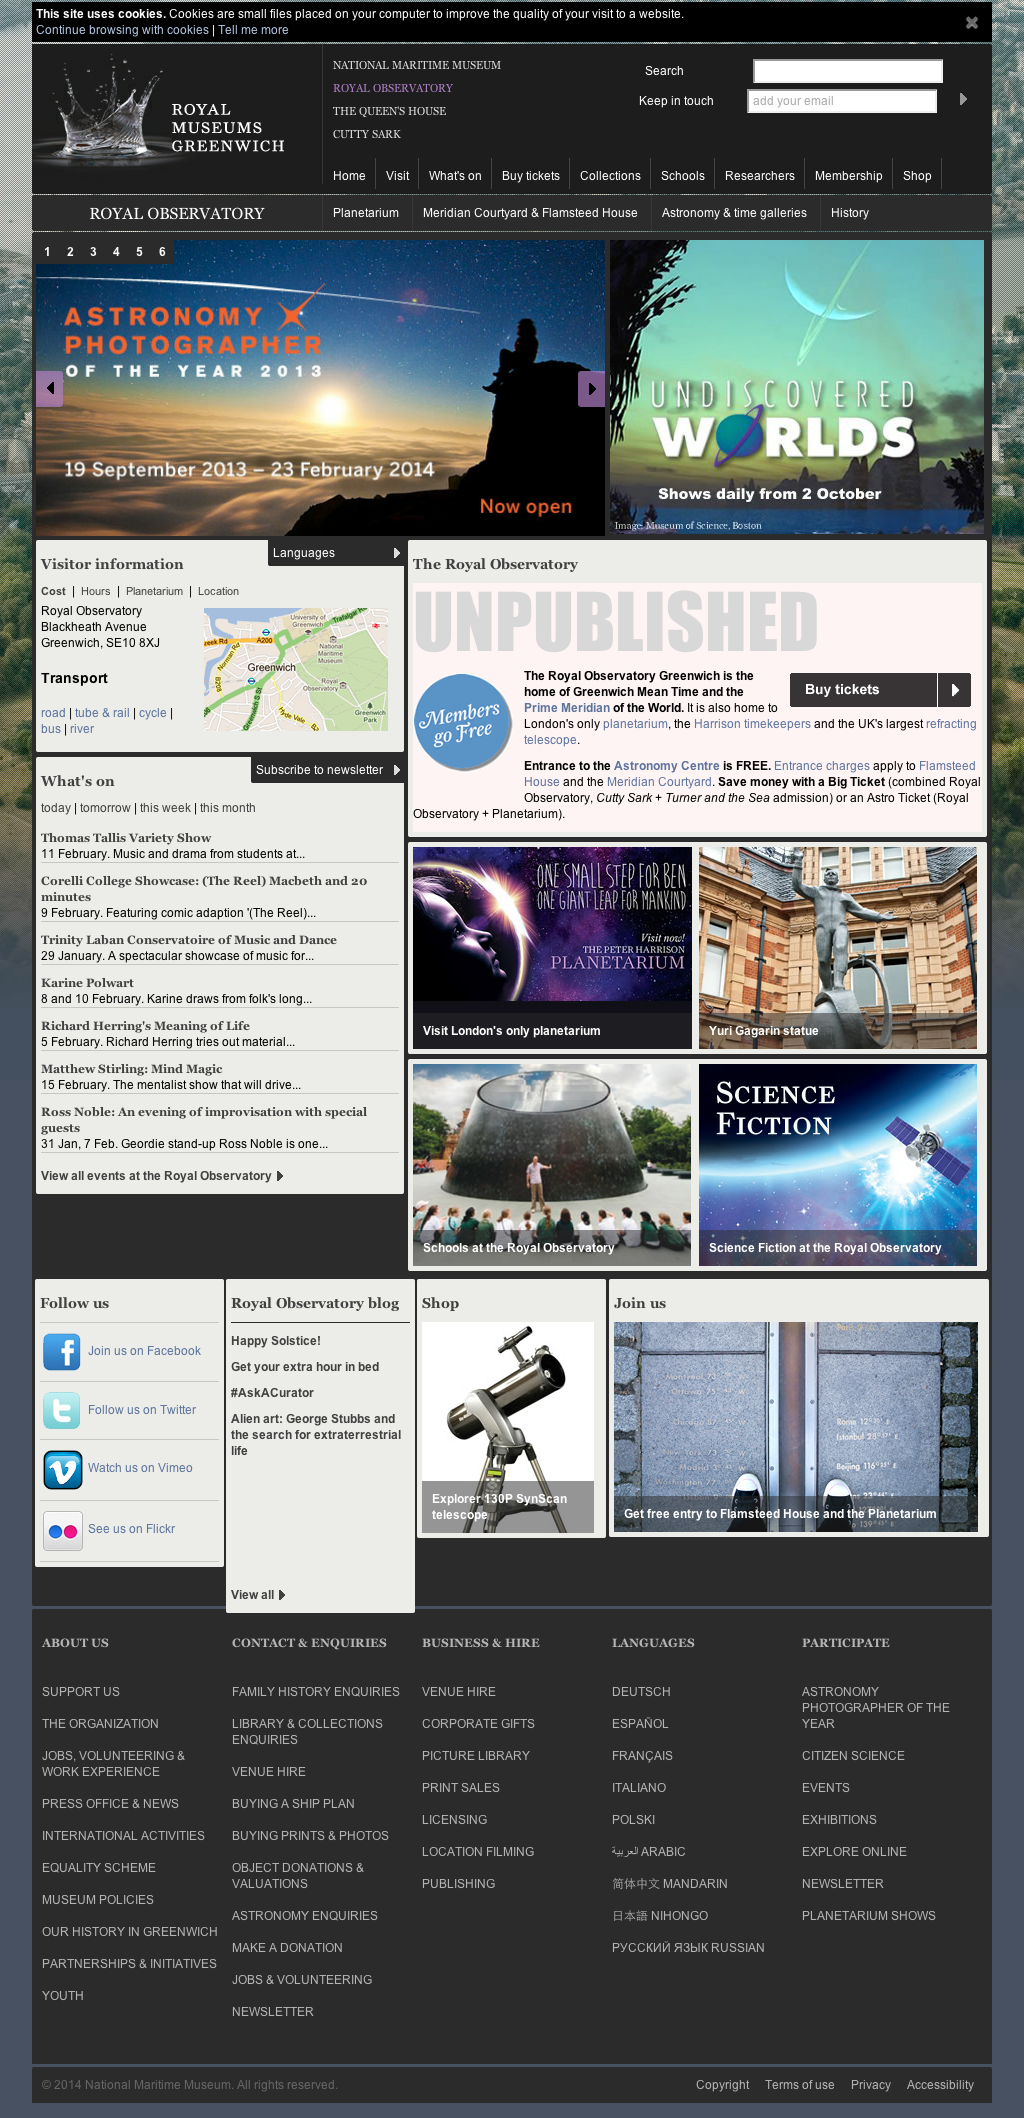 This site uses cookies. Cookies are small files placed on your computer to improve the quality of your visit to a website.
Continue browsing with cookies | Tell me more
ROYAL
MUSEUMS
GREENWICH
NATIONAL MARITIME MUSEUM
ROYAL OBSERVATORY
THE QUEEN'S HOUSE
CUTTY SARK
Search
Keep in touch add your email
Home Visit What's on Buy tickets Collections Schools Researchers Membership Shop
ROYAL OBSERVATORY Planetarium Meridian Courtyard & Flamsteed House Astronomy & time galleries History
1 2 3 4 5 6
ASTRONOMY
PHOTOGRAPHER
OF THE YEAR 2013
19 September 2013 – 23 February 2014
Now open
UNDISCOVERED
WORLDS
Shows daily from 2 October
Image: Museum of Science, Boston
Languages
Visitor information
Cost | Hours | Planetarium | Location
Royal Observatory
Blackheath Avenue
Greenwich, SE10 8XJ
Transport
road | tube & rail | cycle |
bus | river
University of
Greenwich
Trafalgar
reek Rd
A200
Norman Rd
National
Maritime
Museum
Greenwich
B208
Royal
Observatory
Hyde Vale
Greenwich
Park
The Royal Observatory
UNPUBLISHED
Members
go Free
The Royal Observatory Greenwich is the
home of Greenwich Mean Time and the
Prime Meridian of the World. It is also home to
London's only planetarium, the Harrison timekeepers and the UK's largest refracting
telescope.
Buy tickets
Entrance to the Astronomy Centre is FREE. Entrance charges apply to Flamsteed
House and the Meridian Courtyard. Save money with a Big Ticket (combined Royal
Observatory, Cutty Sark + Turner and the Sea admission) or an Astro Ticket (Royal
Observatory + Planetarium).
Subscribe to newsletter
What's on
today | tomorrow | this week | this month
Thomas Tallis Variety Show
11 February. Music and drama from students at...
Corelli College Showcase: (The Reel) Macbeth and 20
minutes
9 February. Featuring comic adaption '(The Reel)...
Trinity Laban Conservatoire of Music and Dance
29 January. A spectacular showcase of music for...
Karine Polwart
8 and 10 February. Karine draws from folk's long...
Richard Herring's Meaning of Life
5 February. Richard Herring tries out material...
Matthew Stirling: Mind Magic
15 February. The mentalist show that will drive...
Ross Noble: An evening of improvisation with special
guests
31 Jan, 7 Feb. Geordie stand-up Ross Noble is one...
View all events at the Royal Observatory
ONE SMALL STEP FOR BEN
ONE GIANT LEAP FOR MANKIND
Visit now!
THE PETER HARRISON
PLANETARIUM
Visit London's only planetarium
Yuri Gagarin statue
Schools at the Royal Observatory
SCIENCE
FICTION
Science Fiction at the Royal Observatory
Follow us
Join us on Facebook
Follow us on Twitter
Watch us on Vimeo
See us on Flickr
Royal Observatory blog
Happy Solstice!
Get your extra hour in bed
#AskACurator
Alien art: George Stubbs and
the search for extraterrestrial
life
View all
Shop
Explorer 130P SynScan
telescope
Join us
Rome 12°
Istanbul 28°
Beijing 116°
Get free entry to Flamsteed House and the Planetarium
ABOUT US
SUPPORT US
THE ORGANIZATION
JOBS, VOLUNTEERING &
WORK EXPERIENCE
PRESS OFFICE & NEWS
INTERNATIONAL ACTIVITIES
EQUALITY SCHEME
MUSEUM POLICIES
OUR HISTORY IN GREENWICH
PARTNERSHIPS & INITIATIVES
YOUTH
CONTACT & ENQUIRIES
FAMILY HISTORY ENQUIRIES
LIBRARY & COLLECTIONS
ENQUIRIES
VENUE HIRE
BUYING A SHIP PLAN
BUYING PRINTS & PHOTOS
OBJECT DONATIONS &
VALUATIONS
ASTRONOMY ENQUIRIES
MAKE A DONATION
JOBS & VOLUNTEERING
NEWSLETTER
BUSINESS & HIRE
VENUE HIRE
CORPORATE GIFTS
PICTURE LIBRARY
PRINT SALES
LICENSING
LOCATION FILMING
PUBLISHING
LANGUAGES
DEUTSCH
ESPAÑOL
FRANÇAIS
ITALIANO
POLSKI
العربية ARABIC
简体中文 MANDARIN
日本語 NIHONGO
РУССКИЙ ЯЗЫК RUSSIAN
PARTICIPATE
ASTRONOMY
PHOTOGRAPHER OF THE
YEAR
CITIZEN SCIENCE
EVENTS
EXHIBITIONS
EXPLORE ONLINE
NEWSLETTER
PLANETARIUM SHOWS
© 2014 National Maritime Museum. All rights reserved.
Copyright Terms of use Privacy Accessibility